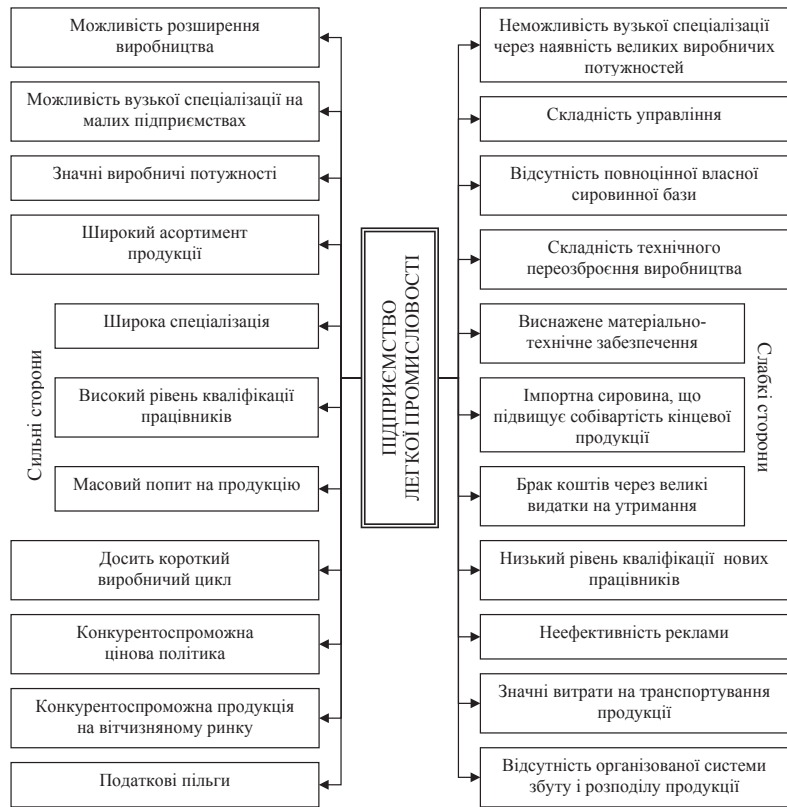 Можливість розширення
виробництва
Можливість вузької спеціалізації на
малих підприємствах
Значні виробничі потужності
Широкий асортимент
продукції
Сильні сторони
Широка спеціалізація
Високий рівень кваліфікації
працівників
Масовий попит на продукцію
Досить короткий
виробничий цикл
Конкурентоспроможна
цінова політика
Конкурентоспроможна продукція
на вітчизняному ринку
Податкові пільги
ПІДПРИЄМСТВО
ЛЕГКОЇ ПРОМИСЛОВОСТІ
Неможливість вузької спеціалізації
через наявність великих виробничих
потужностей
Складність управління
Відсутність повноцінної власної
сировинної бази
Складність технічного
переозброєння виробництва
Виснажене матеріально-
технічне забезпечення
Імпортна сировина, що
підвищує собівартість кінцевої
продукції
Брак коштів через великі
видатки на утримання
Слабкі сторони
Низький рівень кваліфікації нових
працівників
Неефективність реклами
Значні витрати на транспортування
продукції
Відсутність організованої системи
збуту і розподілу продукції